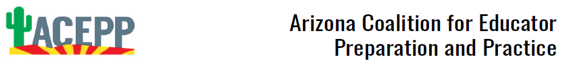 ACEPP
Arizona Coalition for Educator
Preparation and Practice